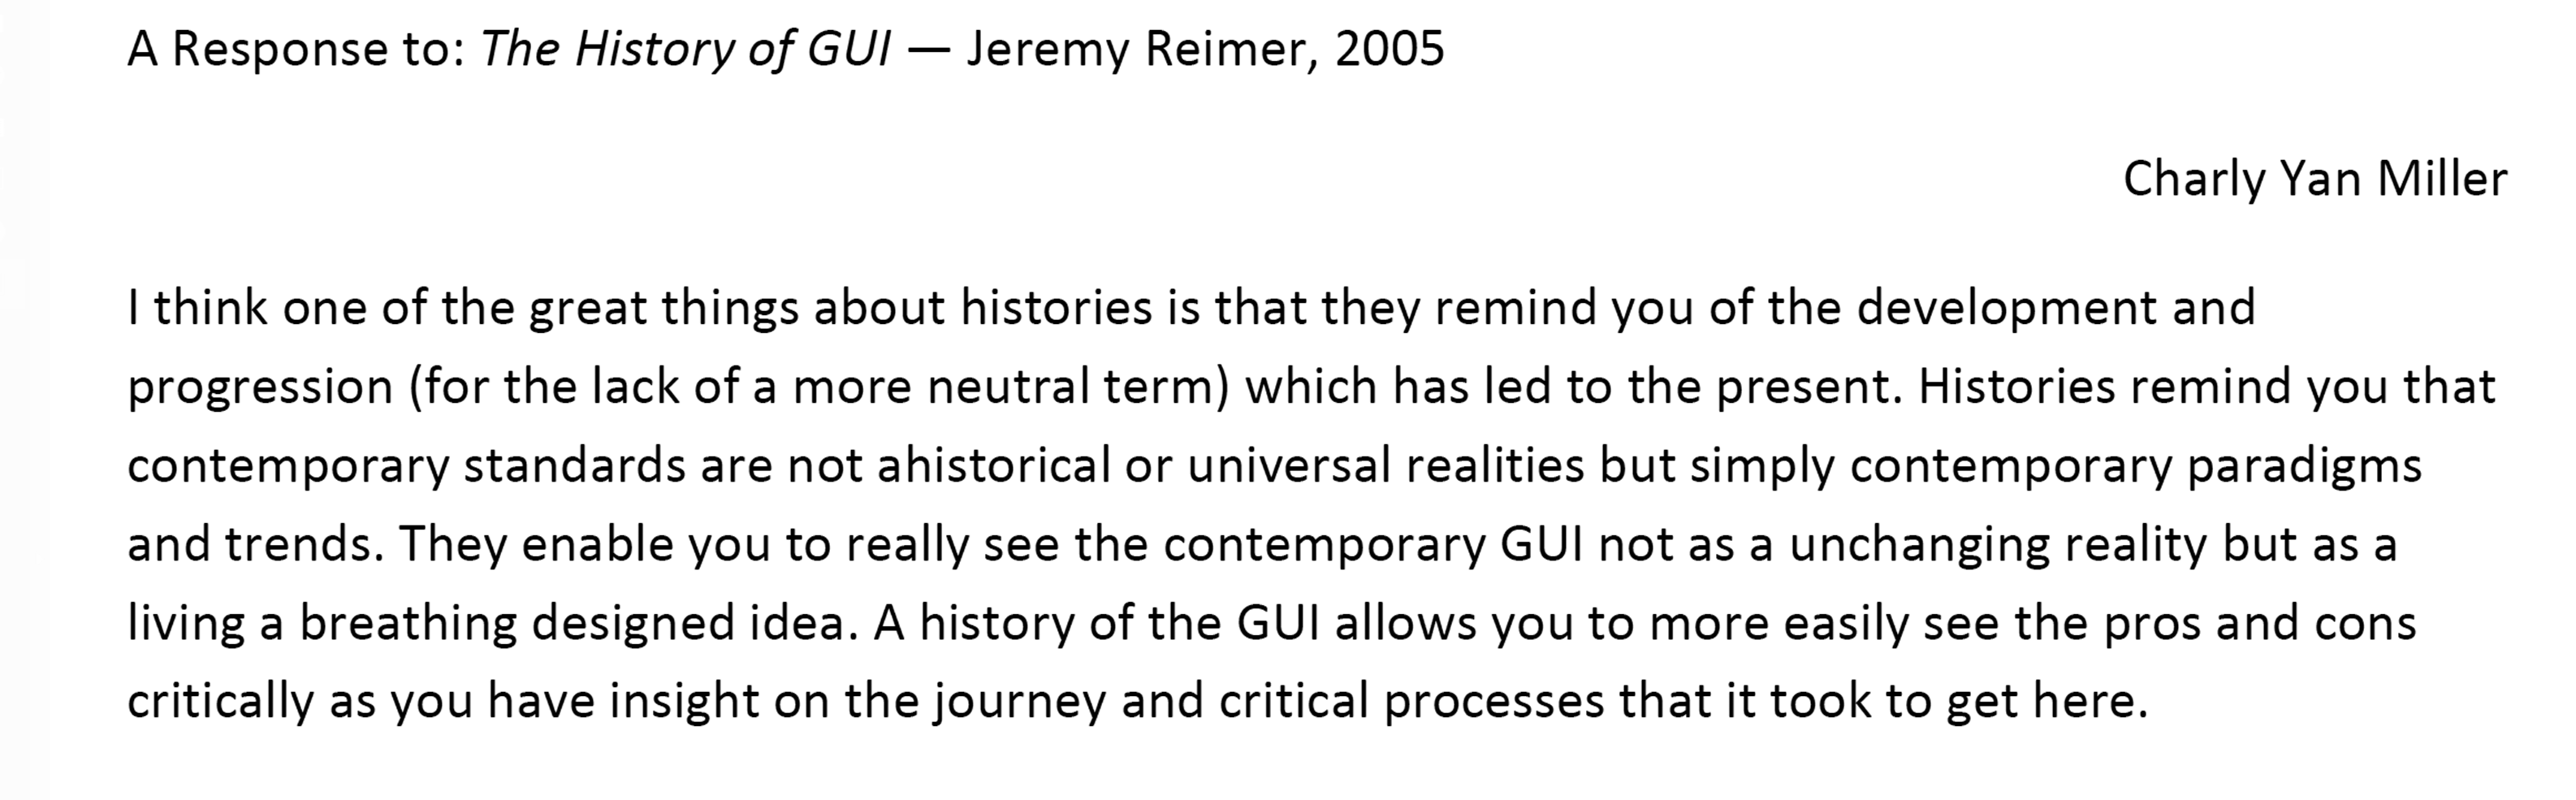 A Response to: The History of GUI — Jeremy Reimer, 2005
Charly Yan Miller
I think one of the great things about histories is that they remind you of the development and
progression (for the lack of a more neutral term) which has led to the present. Histories remind you that
contemporary standards are not ahistorical or universal realities but simply contemporary paradigms
and trends. They enable you to really see the contemporary GUI not as a unchanging reality but as a
living a breathing designed idea. A history of the GUI allows you to more easily see the pros and cons
critically as you have insight on the journey and critical processes that it took to get here.